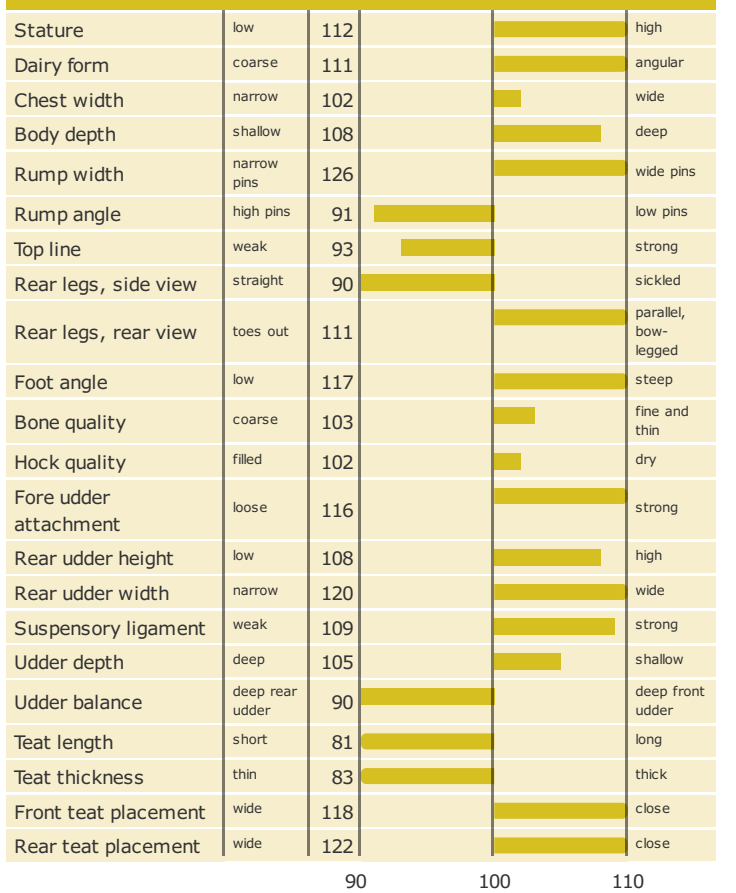 Stature low 112 high
Dairy form coarse 111 angular
Chest width narrow 102 wide
Body depth shallow 108 deep
Rump width narrow pins 126 wide pins
Rump angle high pins 91 low pins
Top line weak 93 strong
Rear legs, side view straight 90 sickled
Rear legs, rear view toes out 111 parallel, bow-legged
Foot angle low 117 steep
Bone quality coarse 103 fine and thin
Hock quality filled 102 dry
Fore udder attachment loose 116 strong
Rear udder height low 108 high
Rear udder width narrow 120 wide
Suspensory ligament weak 109 strong
Udder depth deep 105 shallow
Udder balance deep rear udder 90 deep front udder
Teat length short 81 long
Teat thickness thin 83 thick
Front teat placement wide 118 close
Rear teat placement wide 122 close
90 100 110